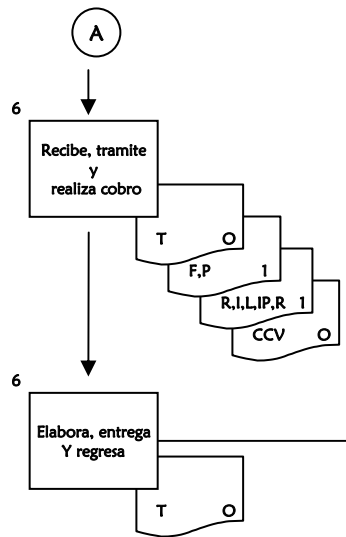 A
6
Recibe, tramite
y
realiza cobro
T O
F,P 1
R,I,L,IP,R 1
CCV O
6
Elabora, entrega
Y regresa
T O